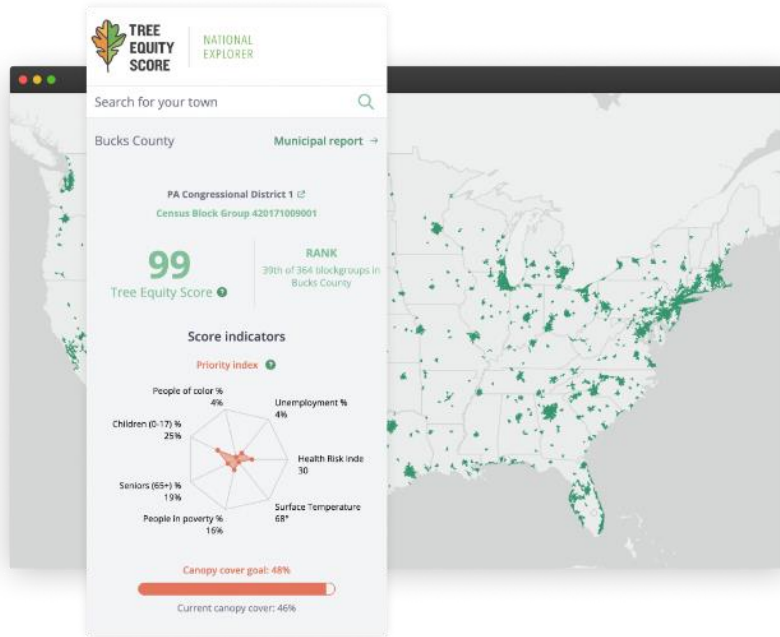 TREE
EQUITY
SCORE
NATIONAL
EXPLORER
Search for your town
Bucks County
Municipal report →
PA Congressional District 1
Census Block Group 420171009001
99
Tree Equity Score ?
RANK
39th of 364 blockgroups in
Bucks County
Score indicators
Priority index ?
People of color %
4%
Unemployment %
4%
Children (0-17) %
25%
Health Risk Inde
30
Seniors (65+) %
19%
Surface Temperature
68°
People in poverty %
16%
Canopy cover goal: 48%
Current canopy cover: 46%